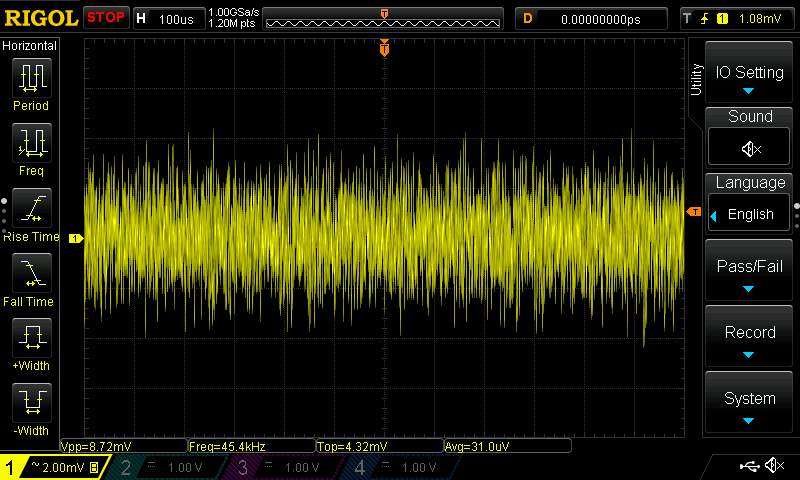 RIGOL STOP H 100us 1.00GSa/s 1.20M pts T D 0.00000000ps T 1 1.08mV
Horizontal
Period
Freq
Rise Time
Fall Time
+Width
-Width
T
1
T
Utility
IO Setting
Sound
Language
English
Pass/Fail
Record
System
Vpp=8.72mV Freq=45.4kHz Top=4.32mV Avg=31.0uV
1 ~ 2.00mV B 2 1.00 V 3 1.00 V 4 1.00 V